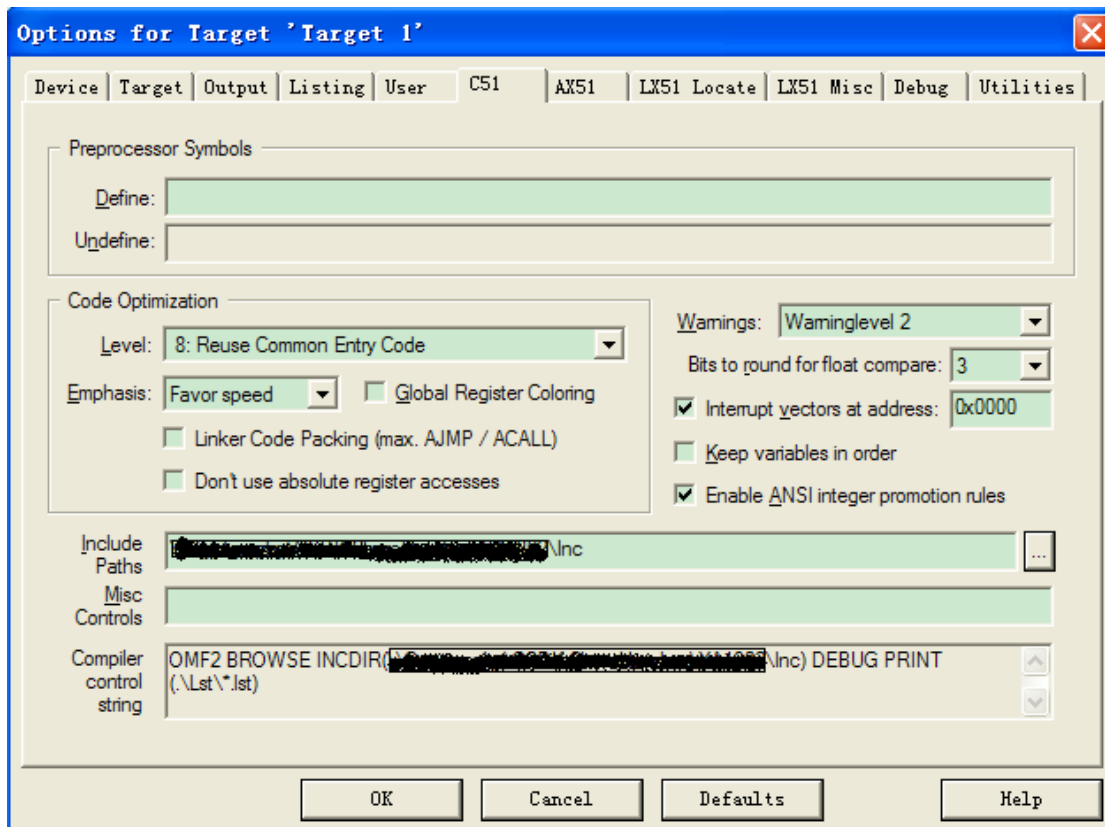 Options for Target 'Target 1'
Device Target Output Listing User C51 AX51 LX51 Locate LX51 Misc Debug Utilities
Preprocessor Symbols
Define:
Undefine:
Code Optimization
Level: 8: Reuse Common Entry Code
Emphasis: Favor speed Global Register Coloring
Linker Code Packing (max. AJMP / ACALL)
Don't use absolute register accesses
Warnings: Warninglevel 2
Bits to round for float compare: 3
Interrupt vectors at address: 0x0000
Keep variables in order
Enable ANSI integer promotion rules
Include
Paths
\Inc
...
Misc
Controls
Compiler
control
string
OMF2 BROWSE INCDIR( \Inc) DEBUG PRINT
(.\Lst\*.lst)
OK Cancel Defaults Help